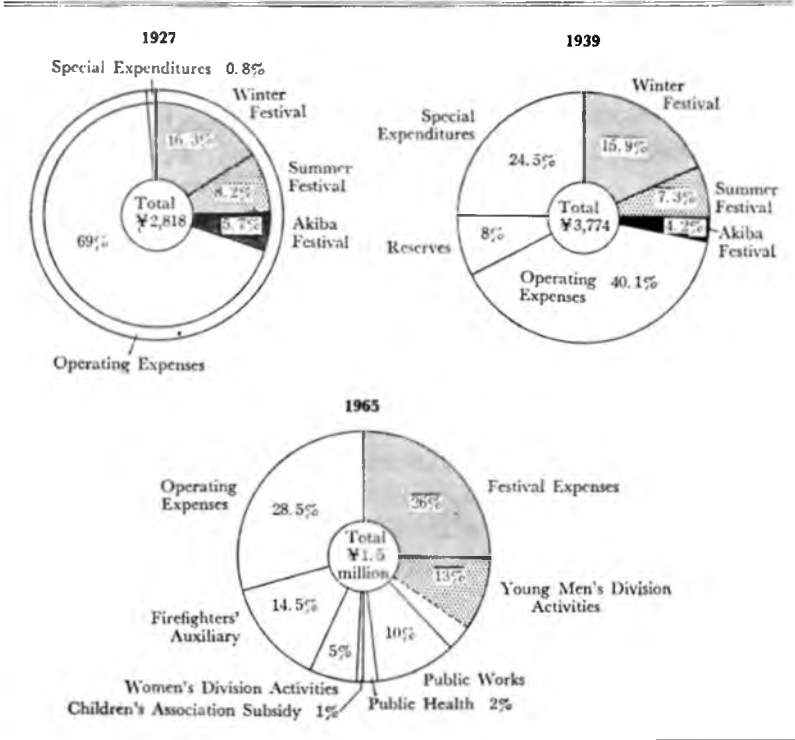 1927
Special Expenditures 0.8%
Winter
Festival
16.3%
Summer
Festival
8.2%
Akiba
Festival
5.7%
Total
¥2,818
69%
Operating Expenses
1939
Winter
Festival
15.9%
Summer
Festival
7.3%
Akiba
Festival
4.2%
Total
¥3,774
Operating
Expenses 40.1%
Reserves
8%
Special
Expenditures
24.5%
1965
Festival Expenses
26%
Young Men's Division
Activities
13%
Total
¥1.5
million
Public Works
10%
Public Health 2%
Children's Association Subsidy 1%
Women's Division Activities
5%
Firefighters'
Auxiliary
14.5%
Operating
Expenses
28.5%